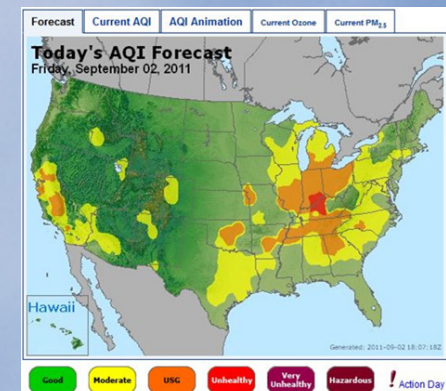 Forecast Current AQI AQI Animation Current Ozone Current PM2.5
Today's AQI Forecast
Friday, September 02, 2011
Hawaii
Generated: 2011-09-02 18:07:18Z
Good Moderate USG Unhealthy Very Unhealthy Hazardous ! Action Day